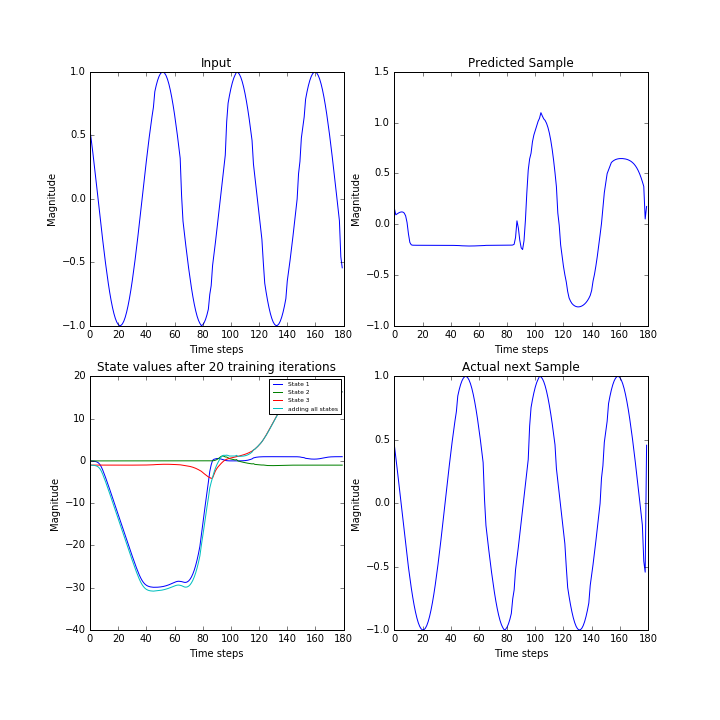 Input
Magnitude
1.0
0.5
0.0
−0.5
−1.0
0 20 40 60 80 100 120 140 160 180
Time steps
Predicted Sample
Magnitude
1.5
1.0
0.5
0.0
−0.5
−1.0
0 20 40 60 80 100 120 140 160 180
Time steps
State values after 20 training iterations
Magnitude
20
10
0
−10
−20
−30
−40
State 1
State 2
State 3
adding all states
0 20 40 60 80 100 120 140 160 180
Time steps
Actual next Sample
Magnitude
1.0
0.5
0.0
−0.5
−1.0
0 20 40 60 80 100 120 140 160 180
Time steps